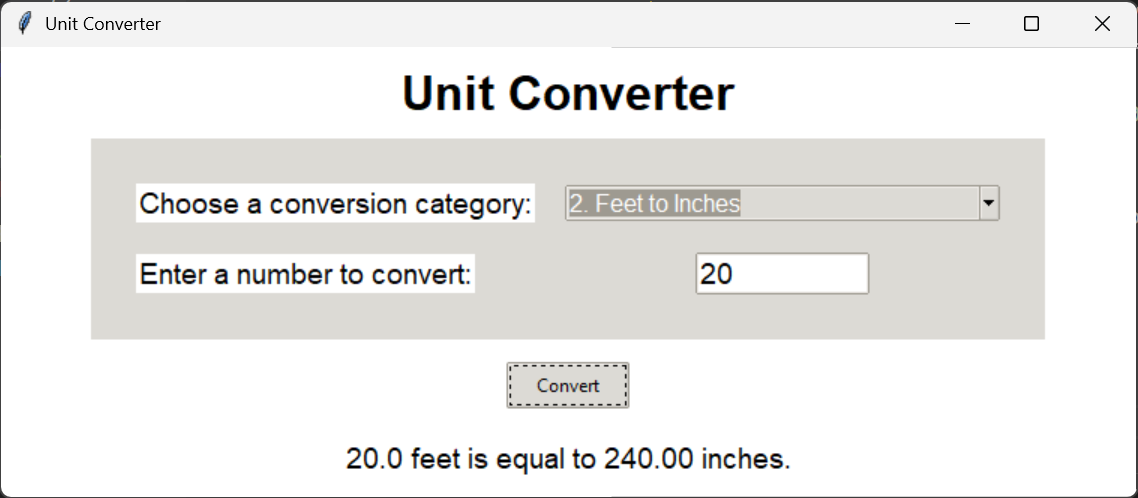 Unit Converter
Unit Converter
Choose a conversion category: 2. Feet to Inches
Enter a number to convert: 20
Convert
20.0 feet is equal to 240.00 inches.